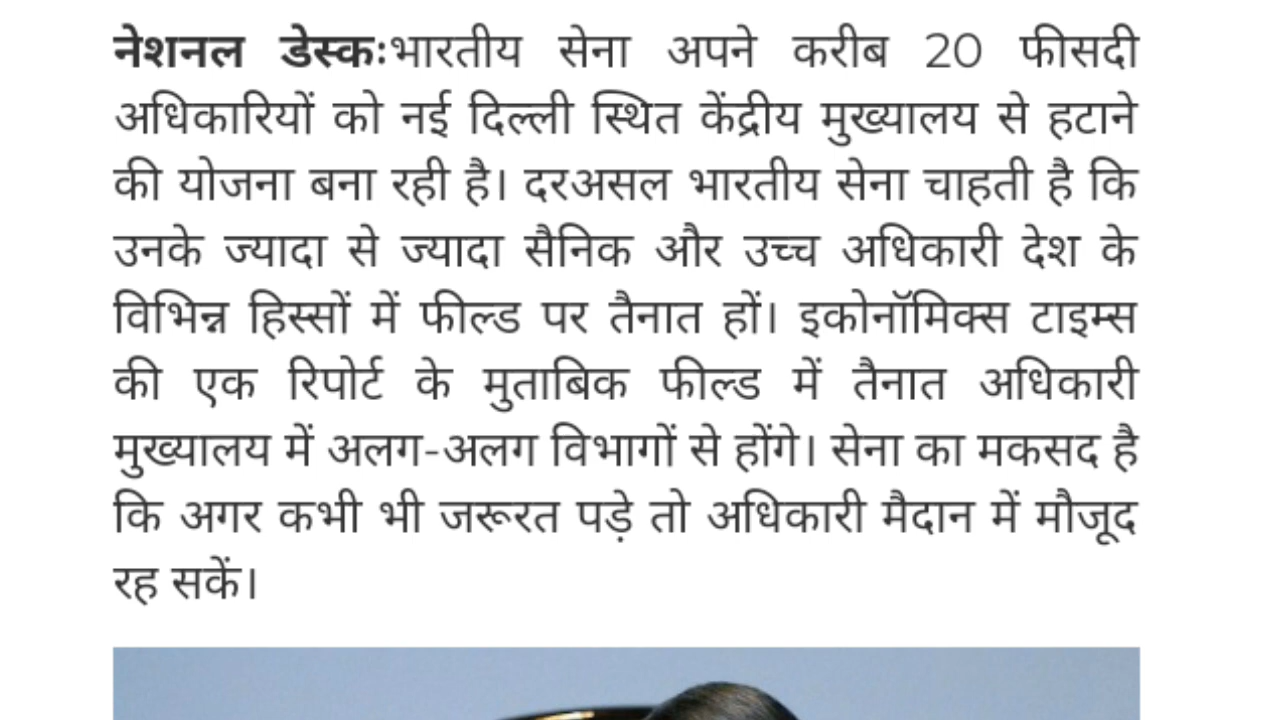 नेशनल डेस्कःभारतीय सेना अपने करीब 20 फीसदी
अधिकारियों को नई दिल्ली स्थित केंद्रीय मुख्यालय से हटाने
की योजना बना रही है। दरअसल भारतीय सेना चाहती है कि
उनके ज्यादा से ज्यादा सैनिक और उच्च अधिकारी देश के
विभिन्न हिस्सों में फील्ड पर तैनात हों। इकोनॉमिक्स टाइम्स
की एक रिपोर्ट के मुताबिक फील्ड में तैनात अधिकारी
मुख्यालय में अलग-अलग विभागों से होंगे। सेना का मकसद है
कि अगर कभी भी जरूरत पड़े तो अधिकारी मैदान में मौजूद
रह सकें।